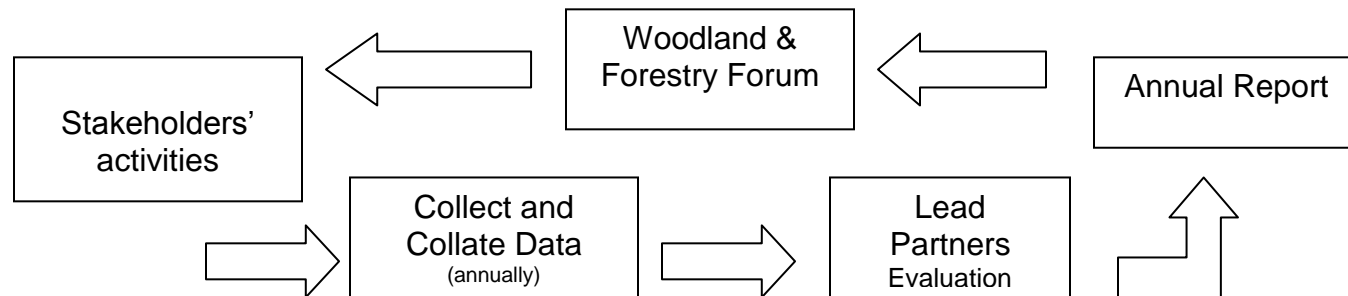 Woodland &
Forestry Forum
Annual Report
Stakeholders’
activities
Collect and
Collate Data
(annually)
Lead
Partners
Evaluation